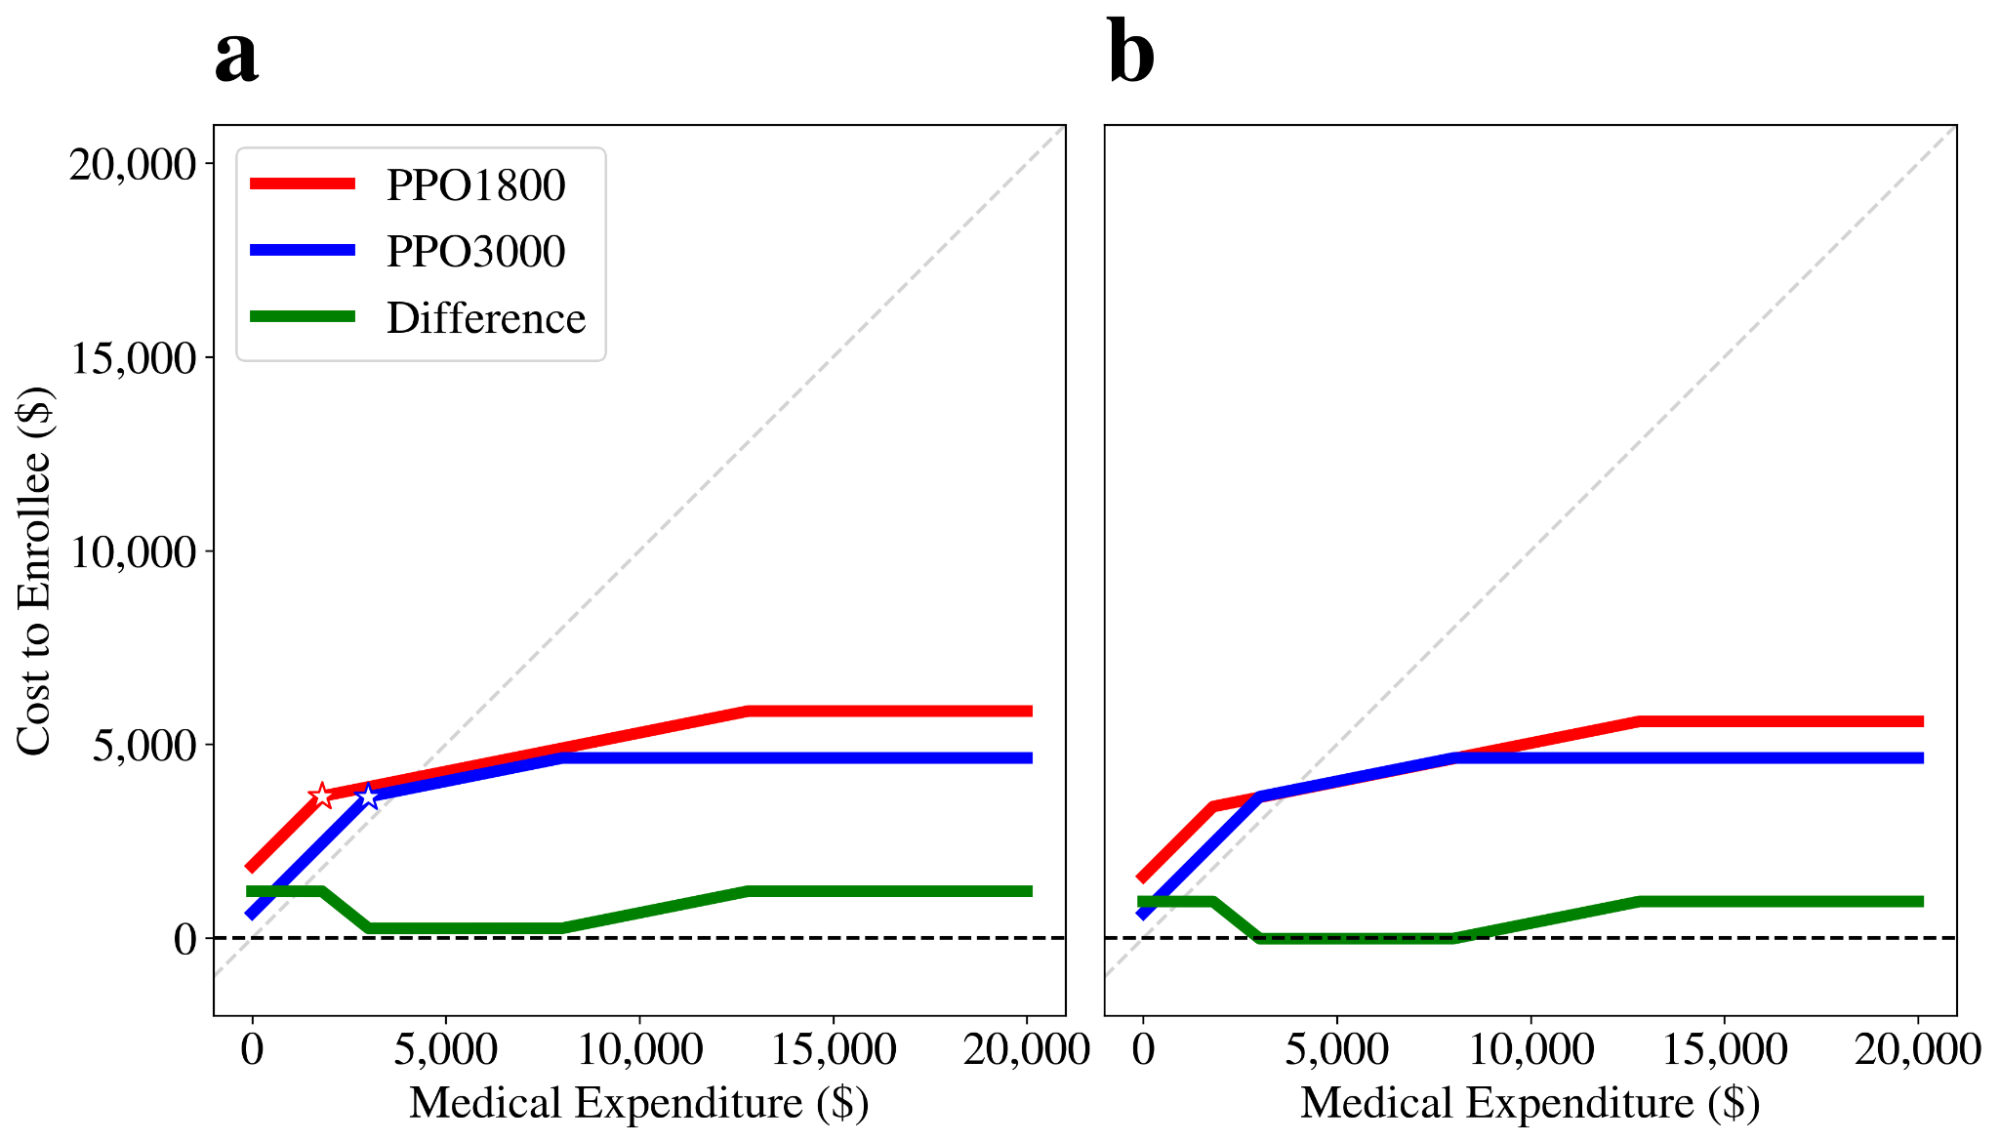 a
b
20,000
15,000
10,000
5,000
0
Cost to Enrollee ($)
PPO1800
PPO3000
Difference
0 5,000 10,000 15,000 20,000
Medical Expenditure ($)
0 5,000 10,000 15,000 20,000
Medical Expenditure ($)